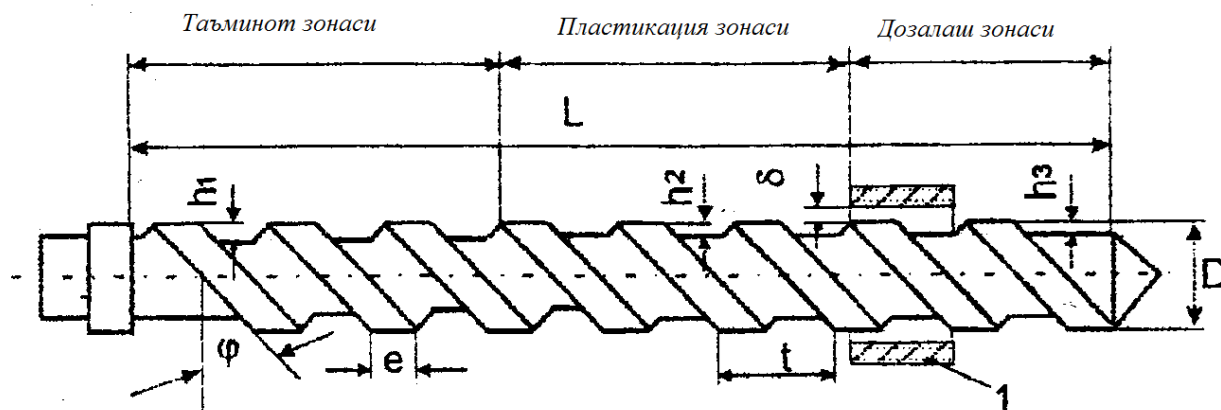 Таъминот зонаси
Пластикация зонаси
Дозалаш зонаси
L
h1
h2
δ
h3
D
φ
e
t
1